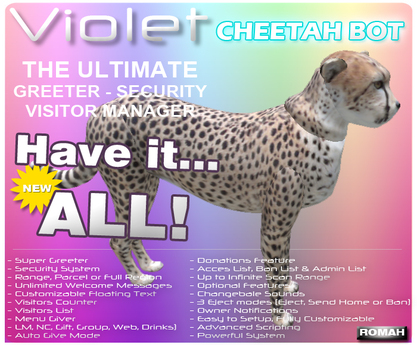 Violet CHEETAH BOT
THE ULTIMATE
GREETER - SECURITY
VISITOR MANAGER
Have it...
NEW
ALL!
- Super Greeter
- Security System
- Range, Parcel or Full Region
- Unlimited Welcome Messages
- Customizable Floating Text
- Visitors Counter
- Visitors List
- Menu Giver
- LM, NC, Gift, Group, Web, Drinks)
- Auto Give Mode
- Donations Feature
- Acces List, Ban List & Admin List
- Up to Infinite Scan Range
- Optional Features
- Changebale Sounds
- 3 Eject modes (Eject, Send Home or Ban)
- Owner Notifications
- Easy to Setup, Fully Customizable
- Advanced Scripting
- Powerful System
ROMAH